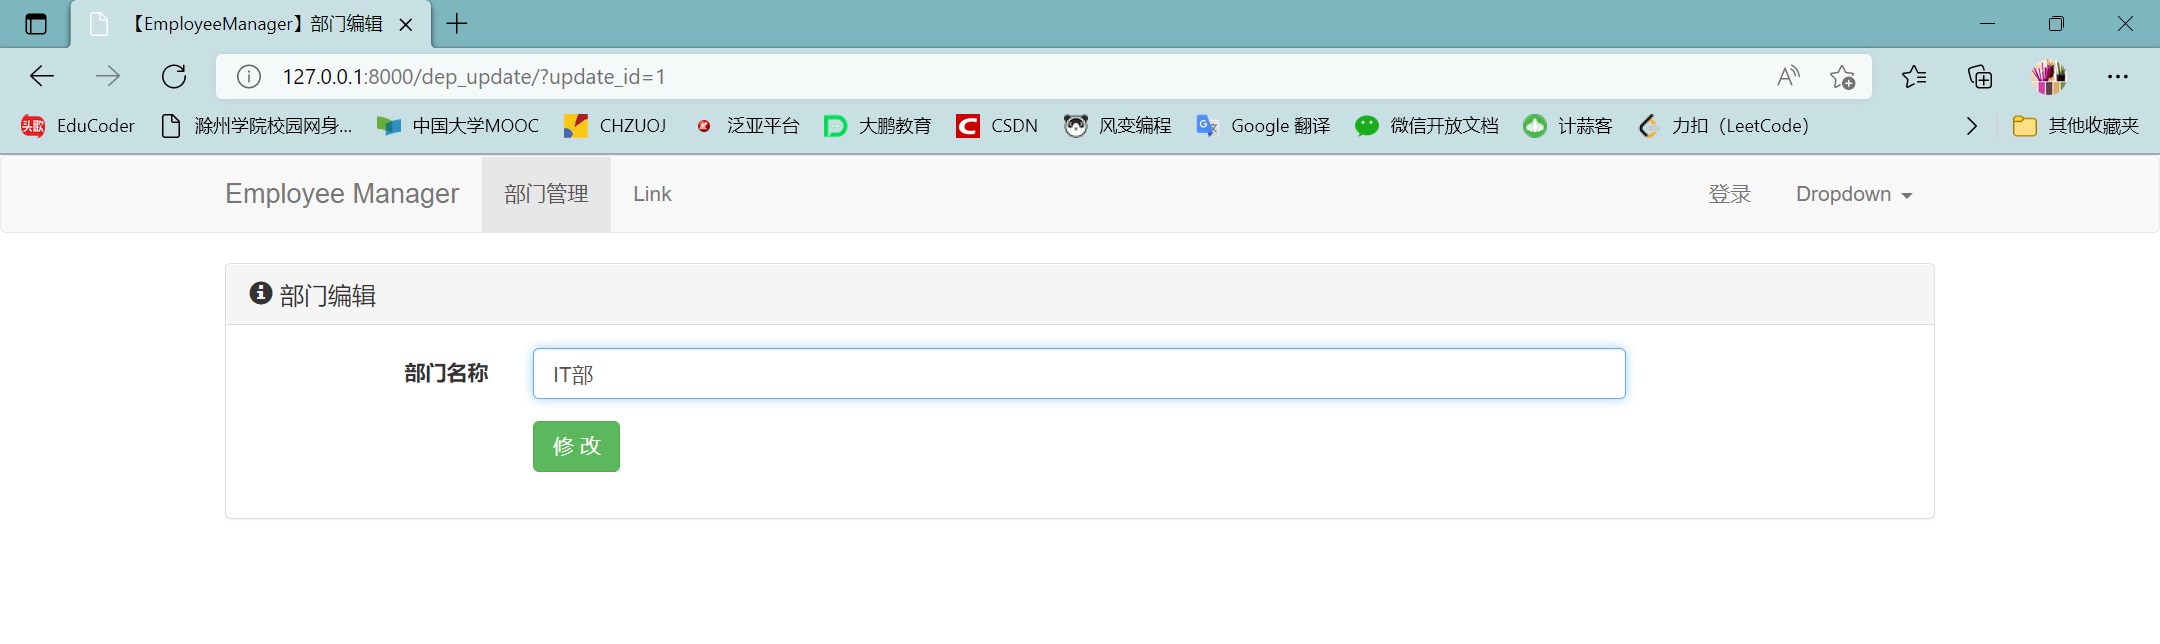 【EmployeeManager】部门编辑
127.0.0.1:8000/dep_update/?update_id=1
头歌 EduCoder 滁州学院校园网身... 中国大学MOOC CHZUOJ 泛亚平台 大鹏教育 CSDN 风变编程 Google 翻译 微信开放文档 计蒜客 力扣（LeetCode） 其他收藏夹
Employee Manager 部门管理 Link 登录 Dropdown
部门编辑
部门名称 IT部
修 改